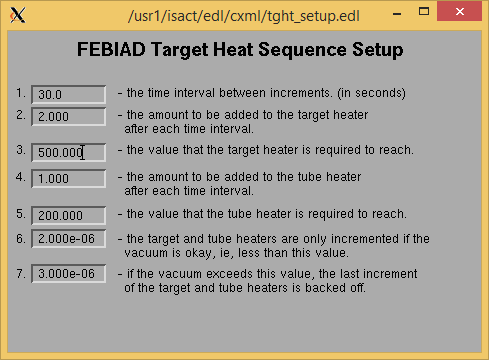 /usr1/isact/edl/cxml/tght_setup.edl
FEBIAD Target Heat Sequence Setup
1. 30.0 - the time interval between increments. (in seconds)
2. 2.000 - the amount to be added to the target heater
after each time interval.
3. 500.000 - the value that the target heater is required to reach.
4. 1.000 - the amount to be added to the tube heater
after each time interval.
5. 200.000 - the value that the tube heater is required to reach.
6. 2.000e-06 - the target and tube heaters are only incremented if the
vacuum is okay, ie, less than this value.
7. 3.000e-06 - if the vacuum exceeds this value, the last increment
of the target and tube heaters is backed off.